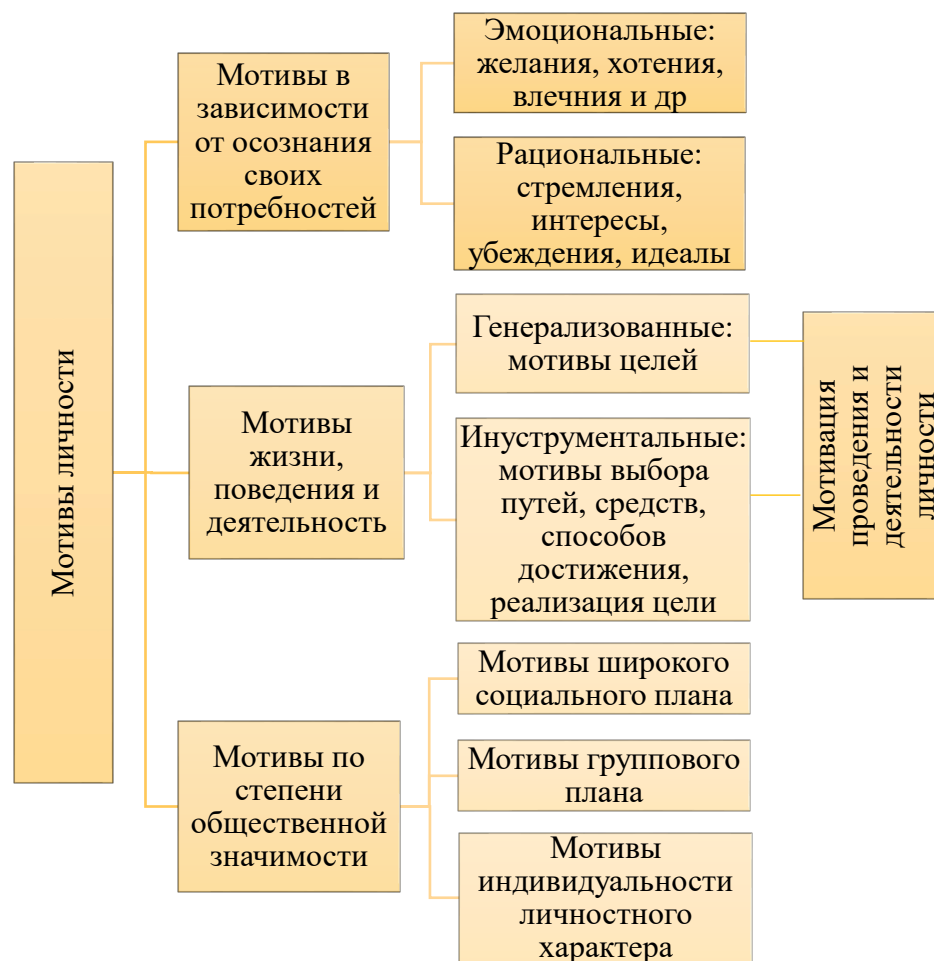 Мотивы личности
Мотивы в
зависимости
от осознания
своих
потребностей
Эмоциональные:
желания, хотения,
влечния и др
Рациональные:
стремления,
интересы,
убеждения, идеалы
Мотивы
жизни,
поведения и
деятельность
Генерализованные:
мотивы целей
Инуструментальные:
мотивы выбора
путей, средств,
способов
достижения,
реализация цели
Мотивация
проведения и
деятельности
личности
Мотивы по
степени
общественной
значимости
Мотивы широкого
социального плана
Мотивы группового
плана
Мотивы
индивидуальности
личностного
характера